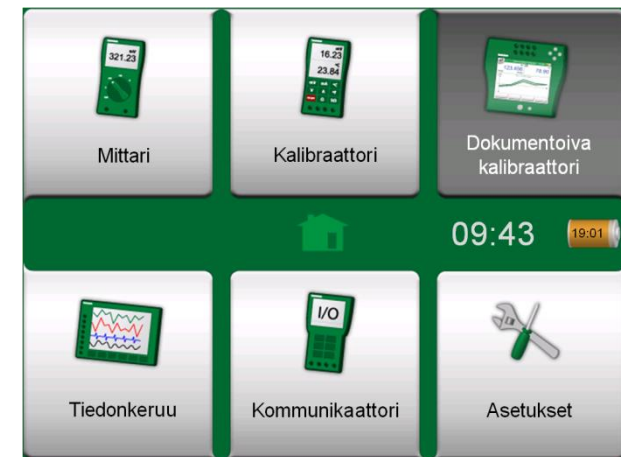 321.23
16.23
23.84
Mittari
Kalibraattori
Dokumentoiva
kalibraattori
09:43
19:01
I/O
Tiedonkeruu
Kommunikaattori
Asetukset